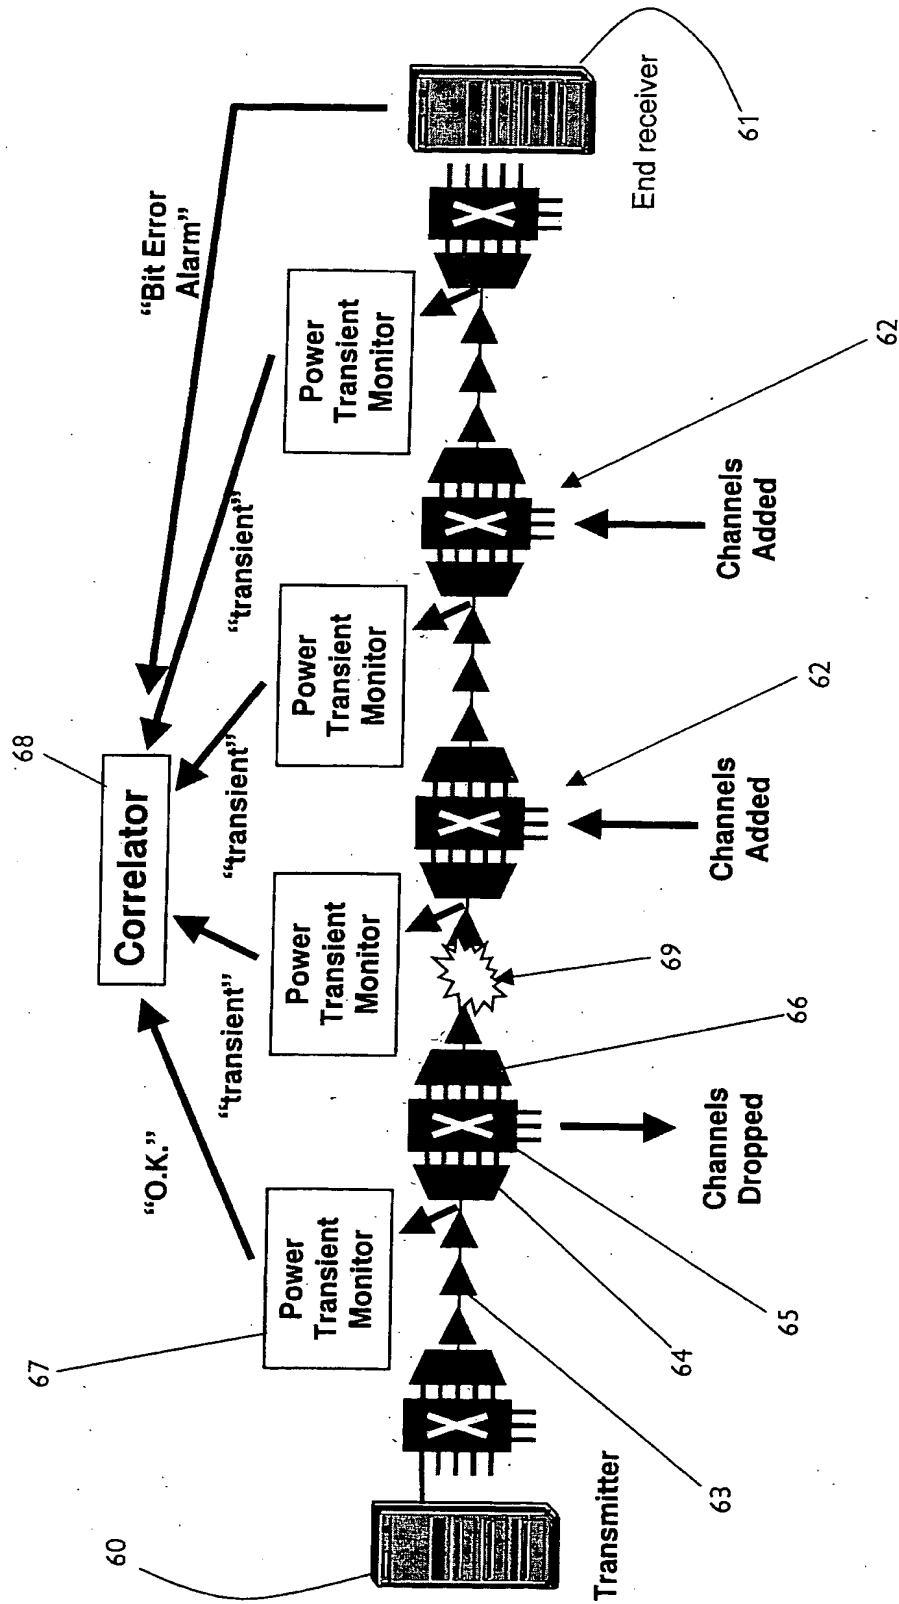 "Bit Error
Alarm"
68
Correlator
"O.K."
"transient"
"transient"
"transient"
67
Power
Transient
Monitor
Power
Transient
Monitor
Power
Transient
Monitor
Power
Transient
Monitor
60
Transmitter
End receiver
61
63
64
65
Channels
Dropped
66
69
Channels
Added
62
Channels
Added
62